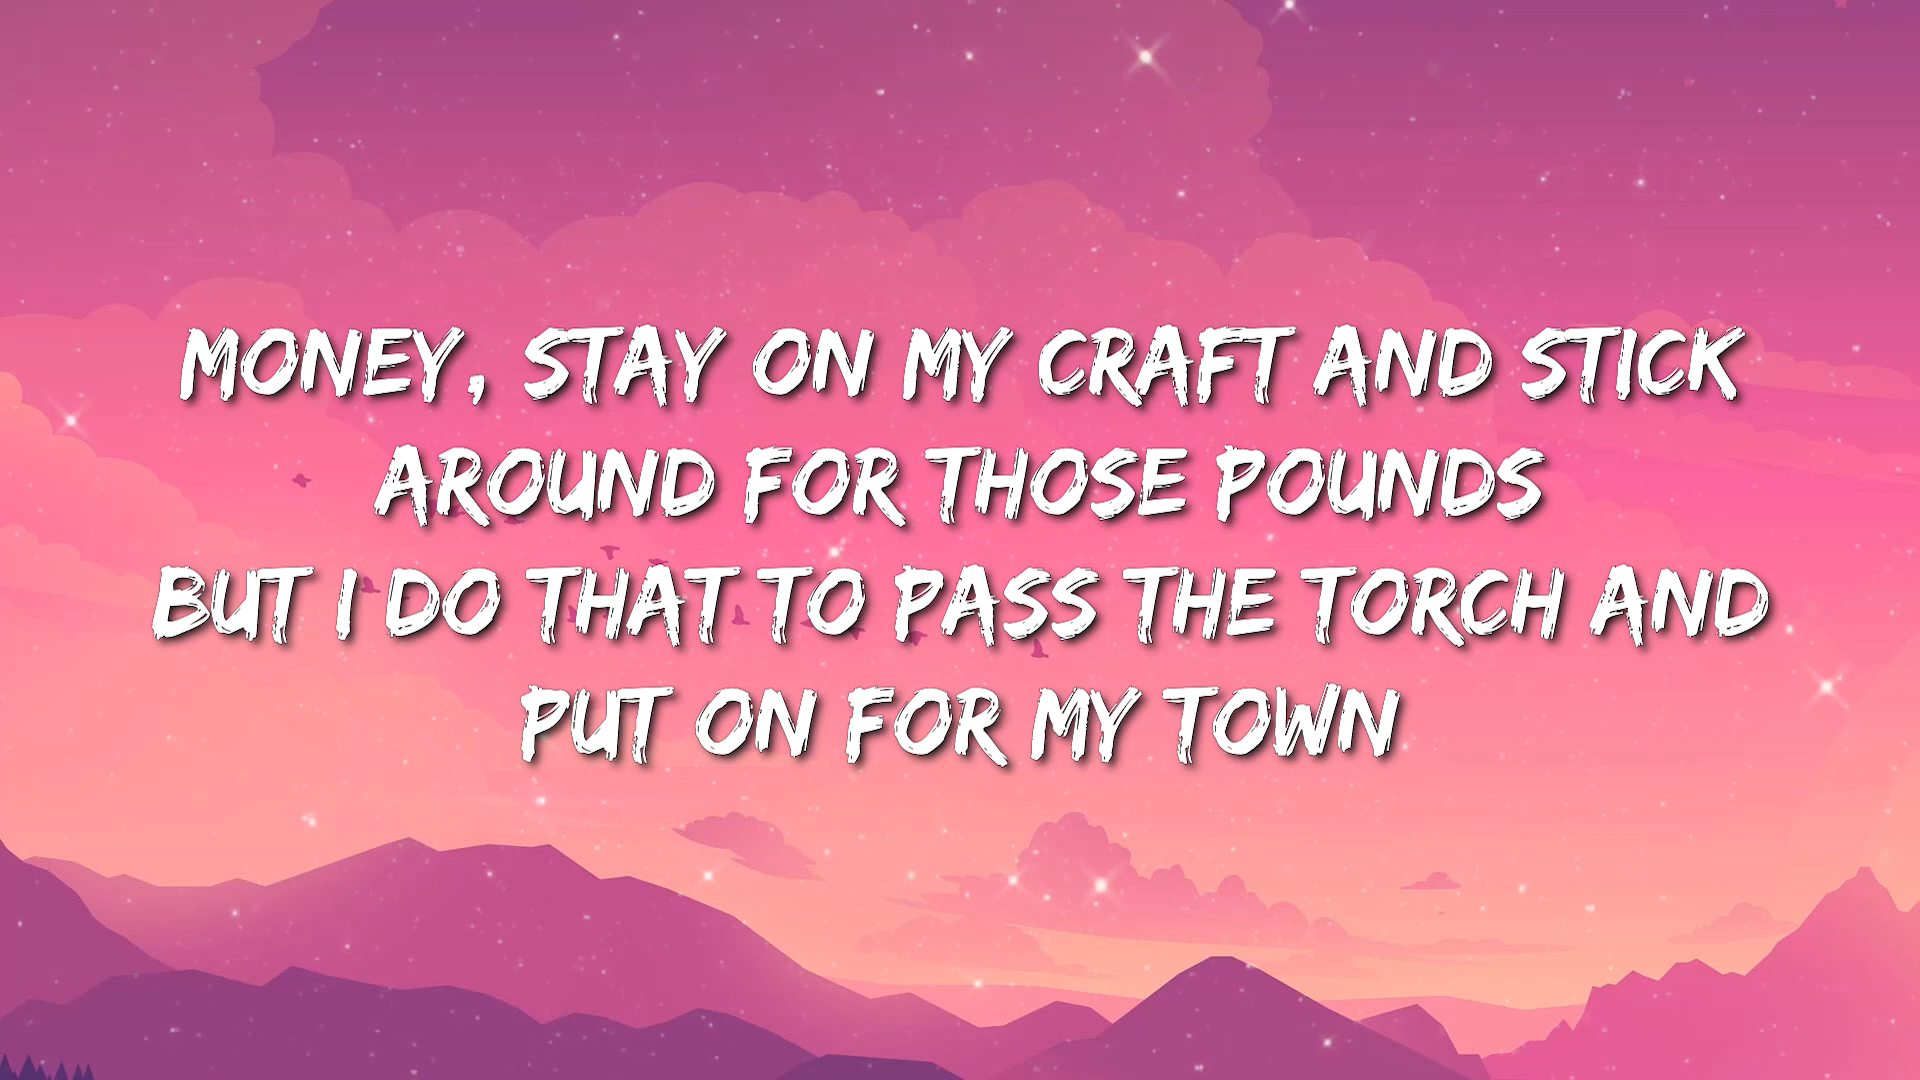 MONEY, STAY ON MY CRAFT AND STICK
AROUND FOR THOSE POUNDS
BUT I DO THAT TO PASS THE TORCH AND
PUT ON FOR MY TOWN